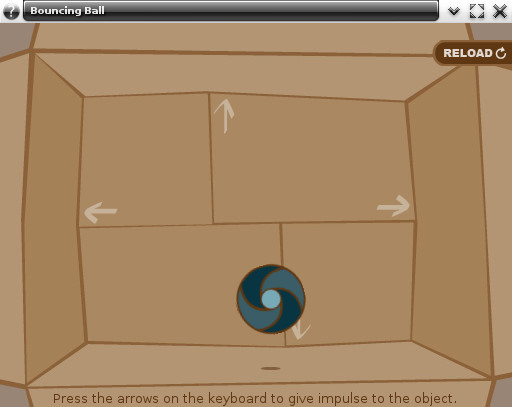 Bouncing Ball
RELOAD
Press the arrows on the keyboard to give impulse to the object.